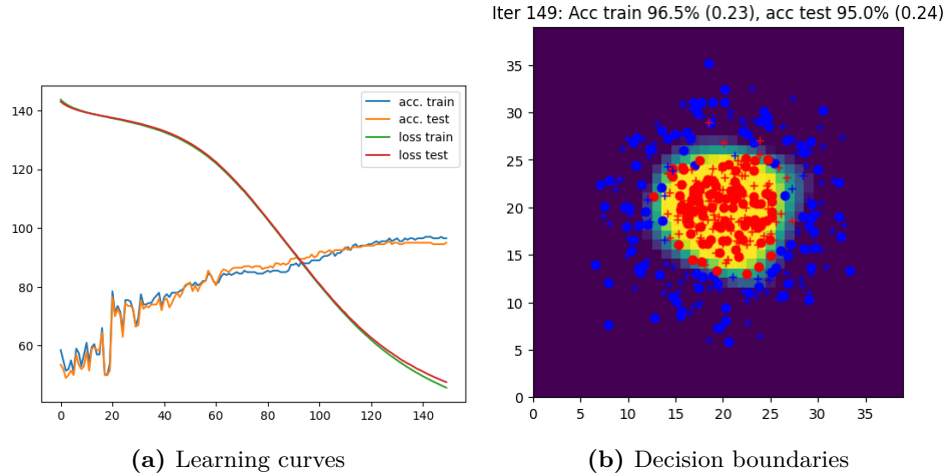 Iter 149: Acc train 96.5% (0.23), acc test 95.0% (0.24)
acc. train
acc. test
loss train
loss test
140
120
100
80
60
0 20 40 60 80 100 120 140
35
30
25
20
15
10
5
0
0 5 10 15 20 25 30 35
(a) Learning curves
(b) Decision boundaries